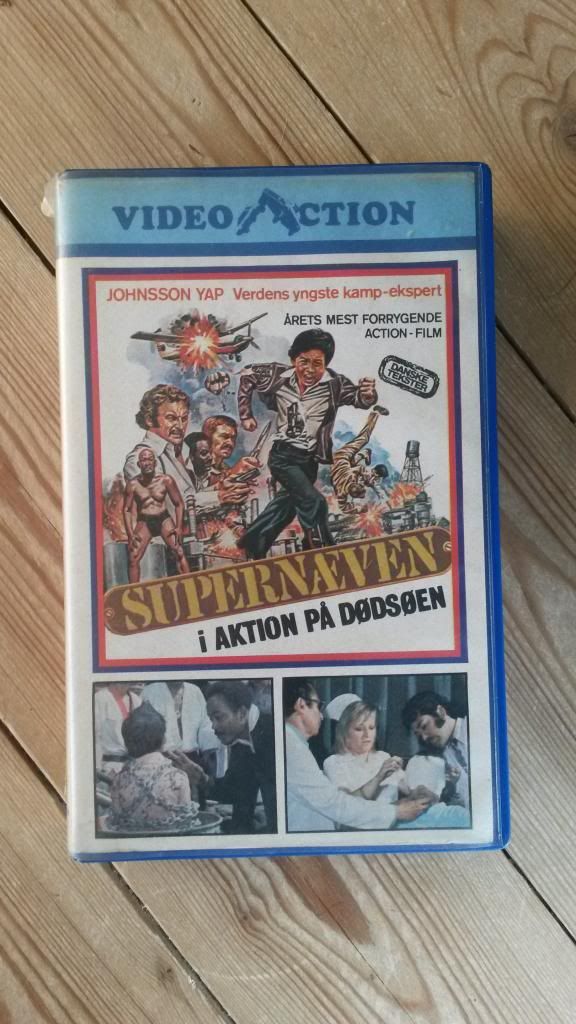 VIDEO ACTION
JOHNSSON YAP Verdens yngste kamp-ekspert
ÅRETS MEST FORRYGENDE
ACTION-FILM
DANSKE
TEKSTER
SUPERNÆVEN
i AKTION PÅ DØDSØEN